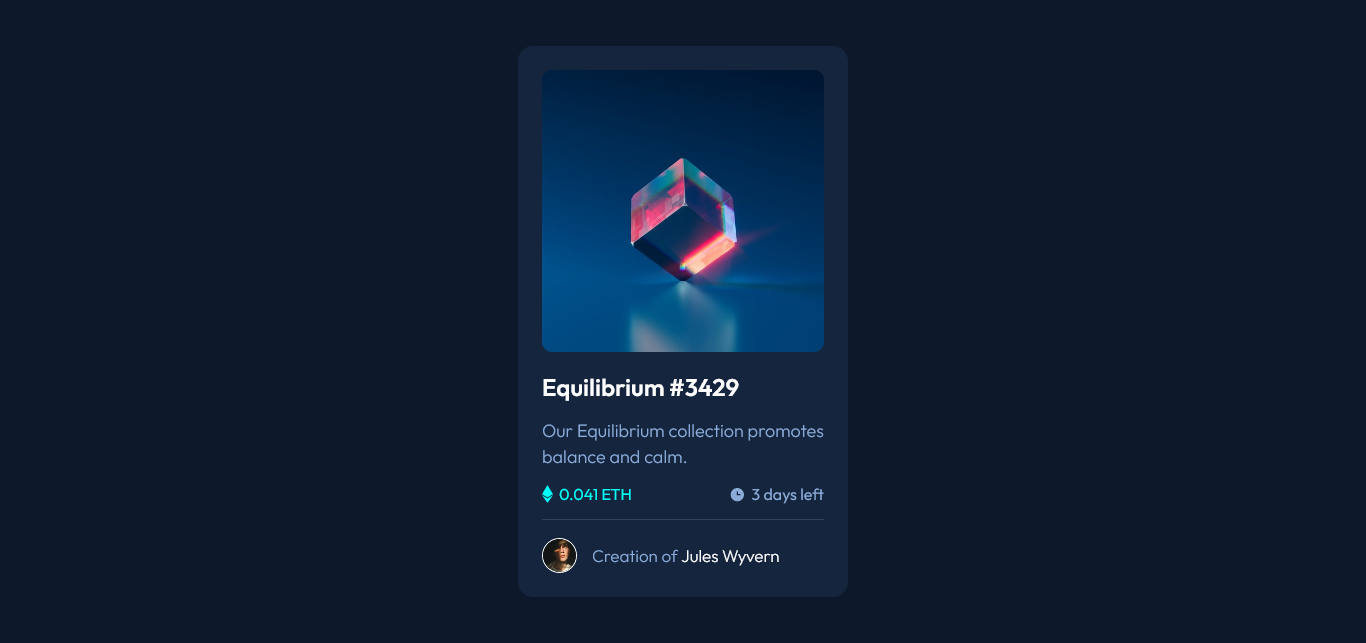 Equilibrium #3429
Our Equilibrium collection promotes
balance and calm.
0.041 ETH
3 days left
Creation of Jules Wyvern